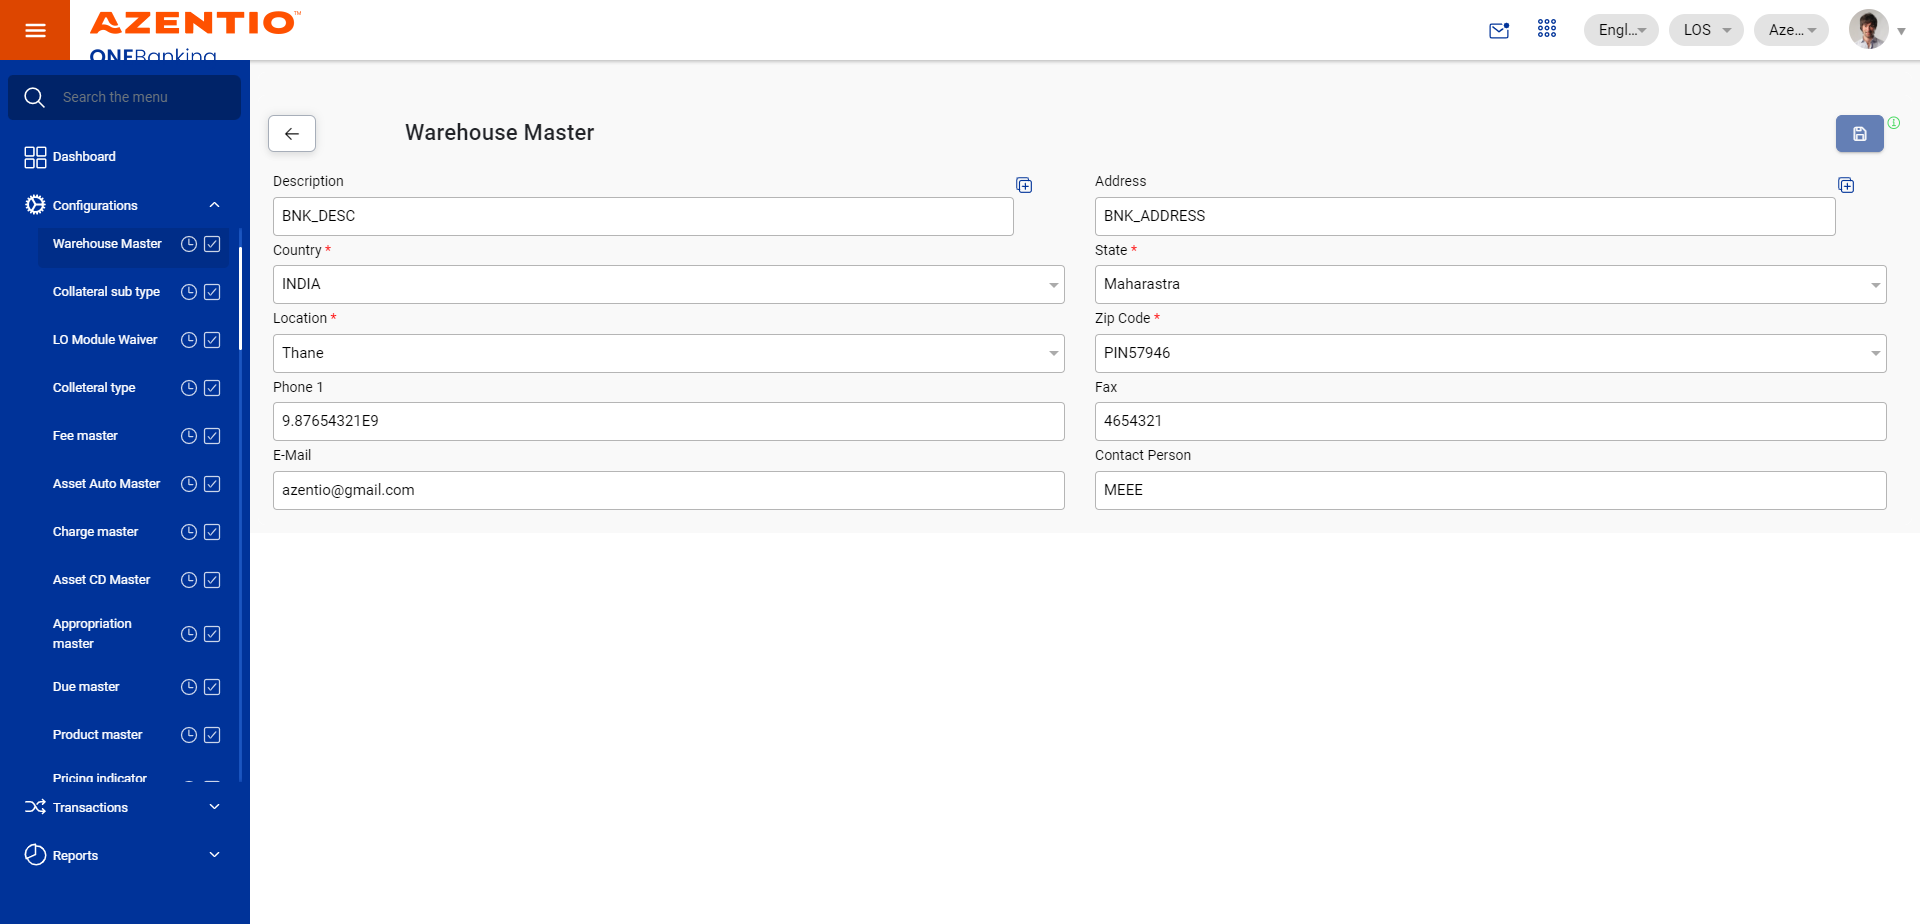 AZENTIO™
ONEBanking
Engl...
LOS
Aze...
Search the menu
Dashboard
Configurations
Warehouse Master
Collateral sub type
LO Module Waiver
Colleteral type
Fee master
Asset Auto Master
Charge master
Asset CD Master
Appropriation
master
Due master
Product master
Pricing indicator
Transactions
Reports
Warehouse Master
Description
BNK_DESC
Address
BNK_ADDRESS
Country *
INDIA
State *
Maharastra
Location *
Thane
Zip Code *
PIN57946
Phone 1
9.87654321E9
Fax
4654321
E-Mail
azentio@gmail.com
Contact Person
MEEE